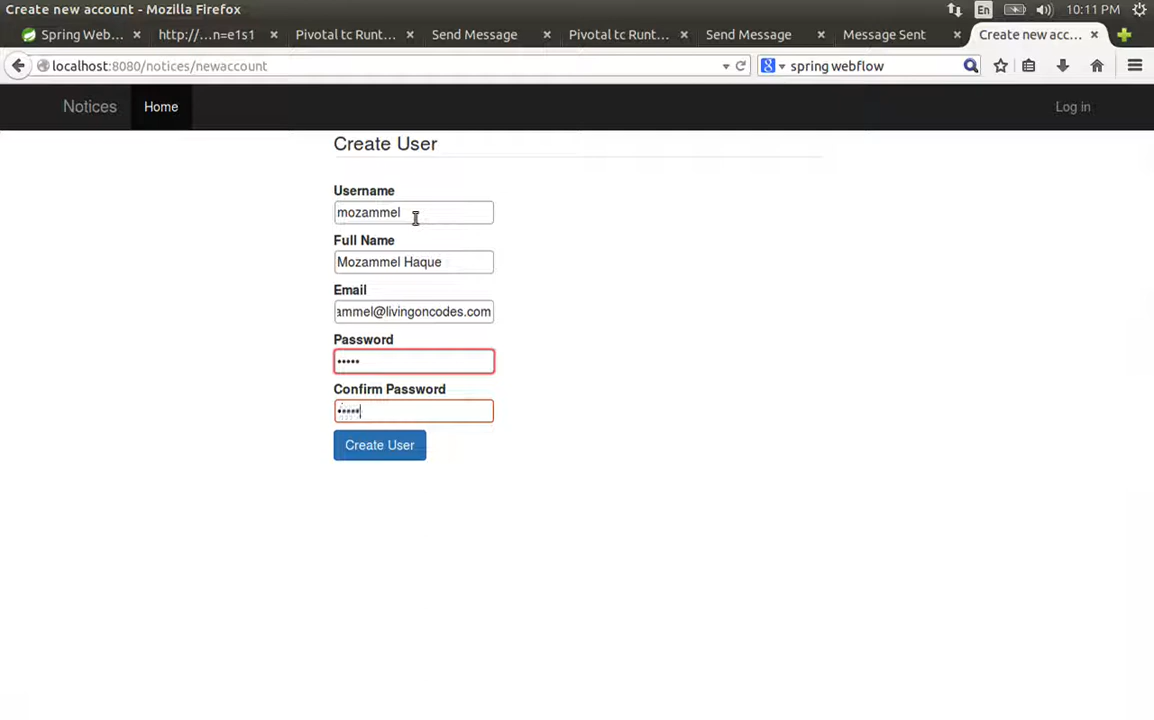 Create new account - Mozilla Firefox
En
10:11 PM
Spring Web...
http://...n=e1s1
Pivotal tc Runt...
Send Message
Pivotal tc Runt...
Send Message
Message Sent
Create new acc...
localhost:8080/notices/newaccount
spring webflow
Notices
Home
Log in
Create User
Username
mozammel
Full Name
Mozammel Haque
Email
ammel@livingoncodes.com
Password
•••••
Confirm Password
•••••
Create User